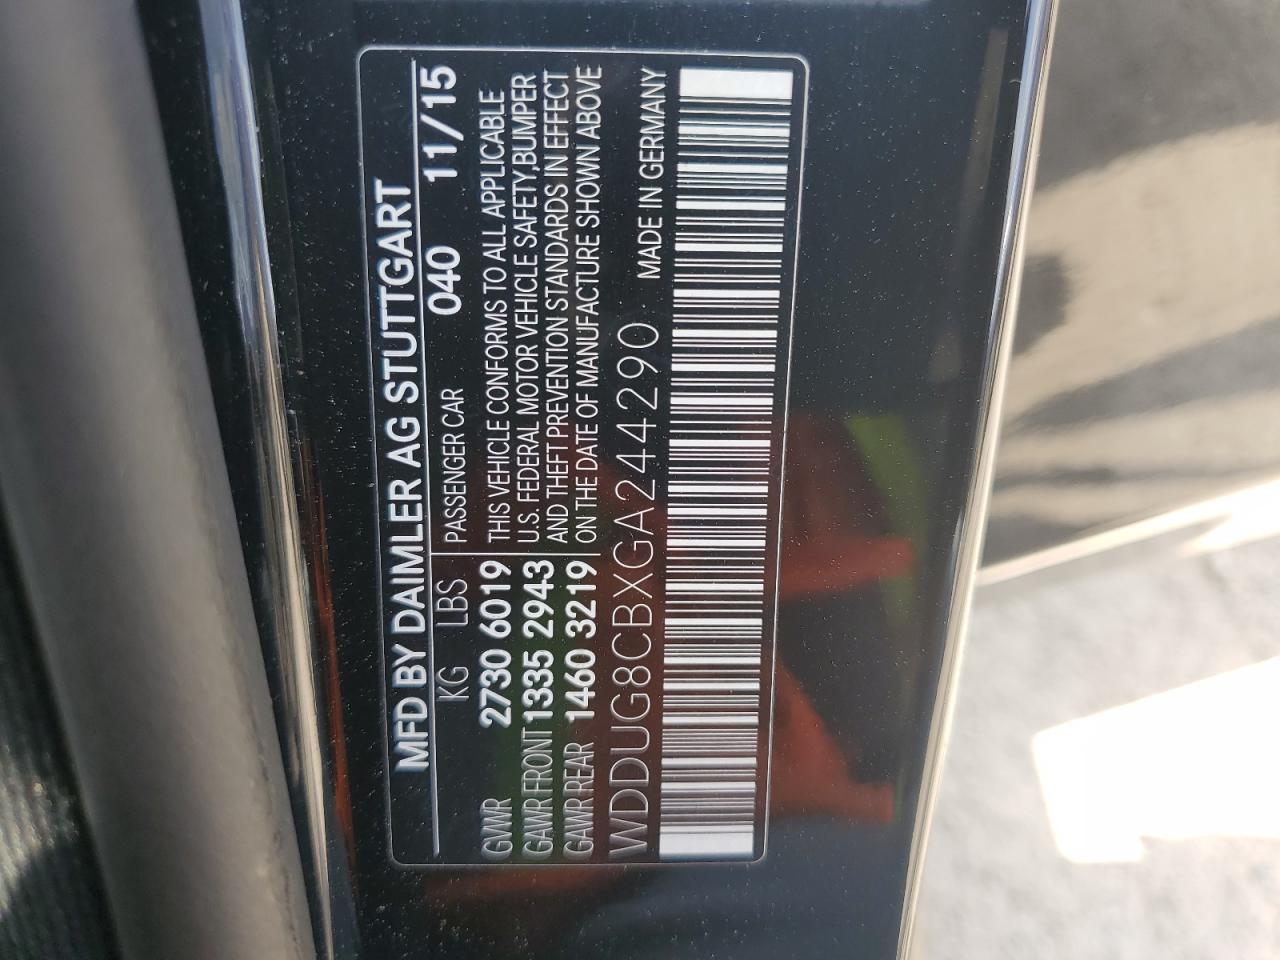 MFD BY DAIMLER AG STUTTGART
KG LBS PASSENGER CAR 040 11/15
GVWR 2730 6019 THIS VEHICLE CONFORMS TO ALL APPLICABLE
U.S. FEDERAL MOTOR VEHICLE SAFETY,BUMPER
GAWR FRONT 1335 2943 AND THEFT PREVENTION STANDARDS IN EFFECT
GAWR REAR 1460 3219 ON THE DATE OF MANUFACTURE SHOWN ABOVE
WDDUG8CBXGA244290 MADE IN GERMANY